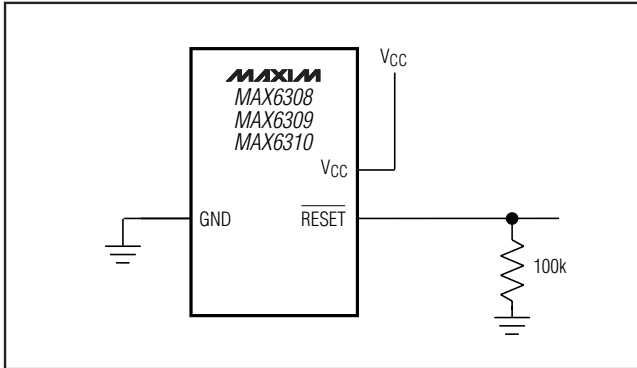 MAXIM
MAX6308
MAX6309
MAX6310
VCC
VCC
GND
RESET
100k